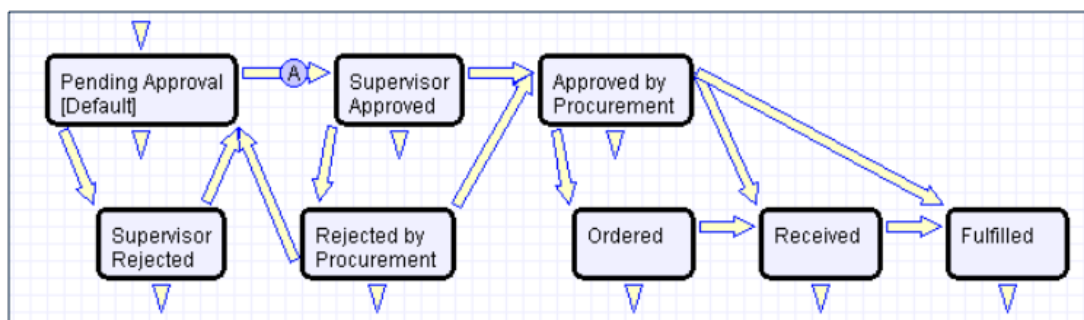 Pending Approval
[Default]
A
Supervisor
Approved
Approved by
Procurement
Supervisor
Rejected
Rejected by
Procurement
Ordered
Received
Fulfilled